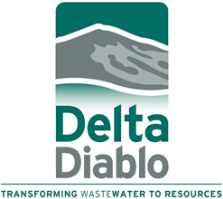 Delta
Diablo
TRANSFORMING WASTEWATER TO RESOURCES